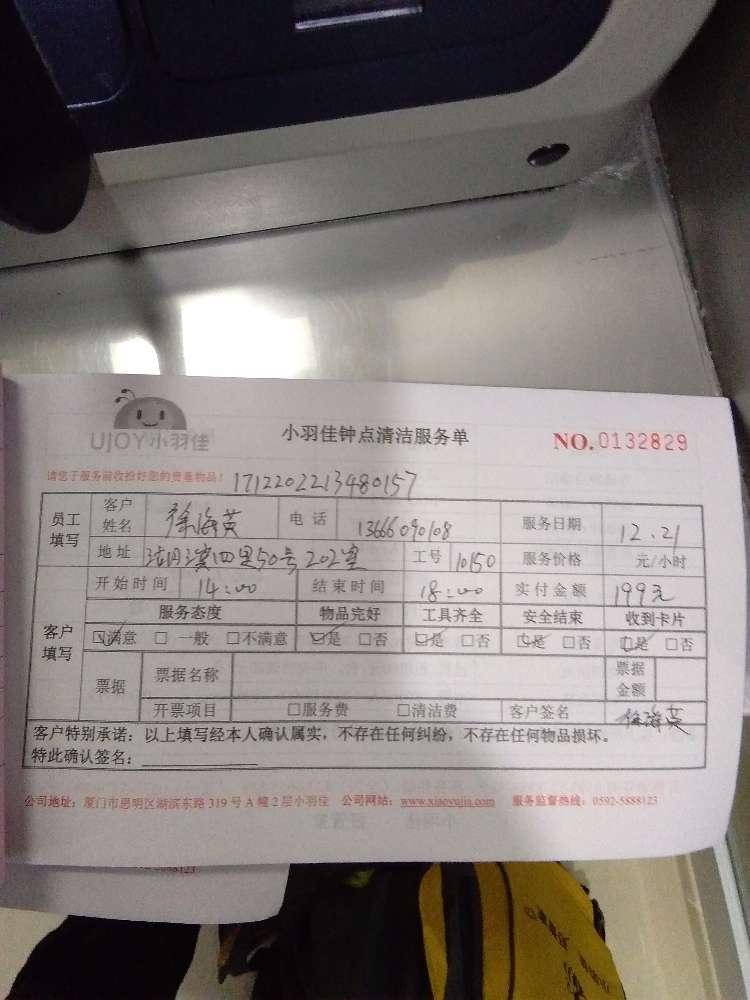 UJOY小羽佳 小羽佳钟点清洁服务单 NO.0132829
请您于服务前收捡好您的贵重物品! 1712202213480157
员工填写 客户姓名 徐海英 电话 13666090108 服务日期 12.21
地址 四里50号202室 工号 10150 服务价格 元/小时
客户填写 开始时间 14:00 结束时间 18:00 实付金额 199元
服务态度 物品完好 工具齐全 安全结束 收到卡片
☑满意 □一般 □不满意 ☑是 □否 ☑是 □否 ☑是 □否 ☑是 □否
票据 票据名称 票据金额
开票项目 □服务费 □清洁费 客户签名 徐海英
客户特别承诺:以上填写经本人确认属实,不存在任何纠纷,不存在任何物品损坏。
特此确认签名:
公司地址:厦门市思明区湖滨东路319号A幢2层小羽佳 公司网站:www.xiaoyujia.com 服务监督热线:0592-5888123